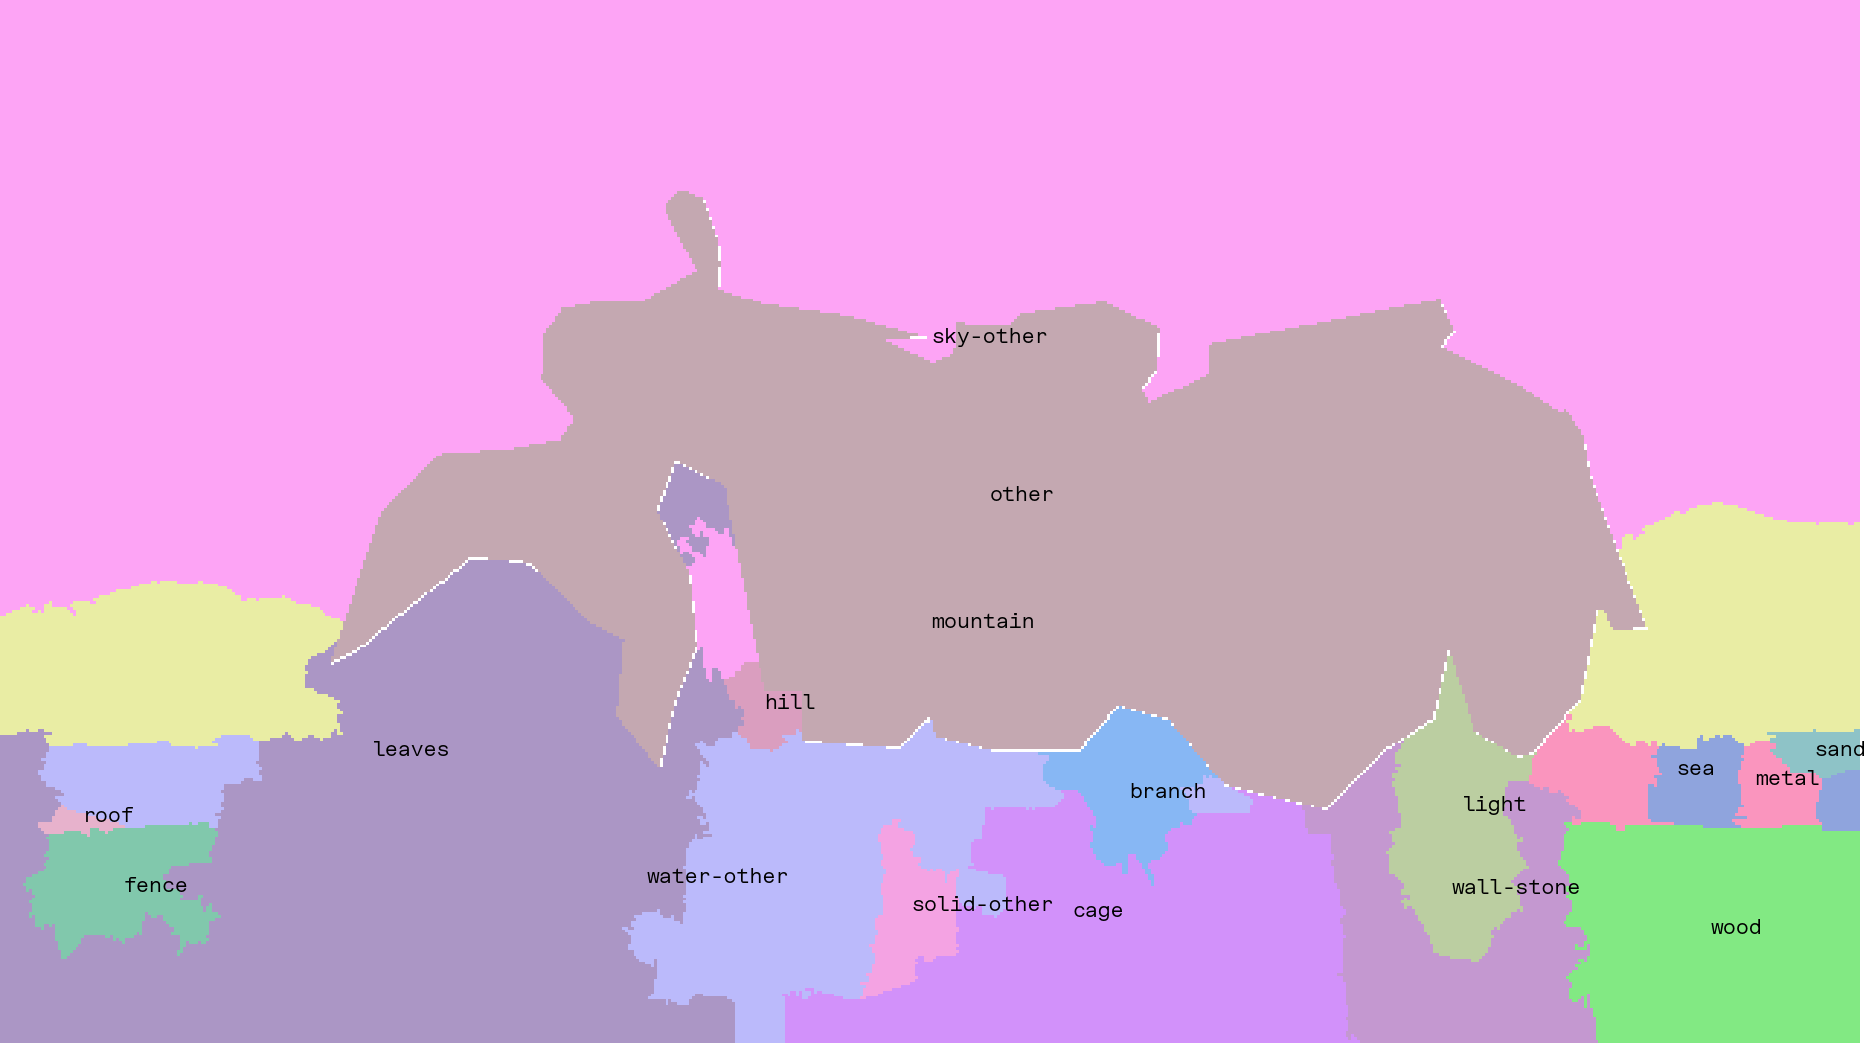 sky-other
other
mountain
hill
leaves
sand
sea
metal
branch
light
roof
water-other
fence
wall-stone
solid-other
cage
wood